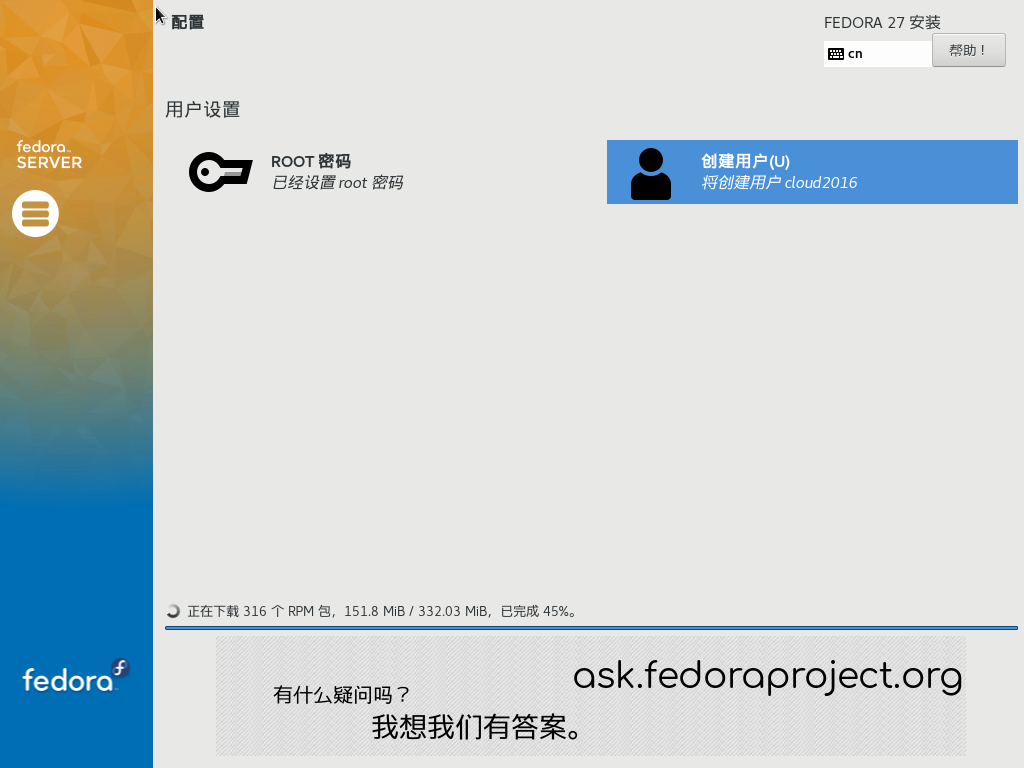 配置
FEDORA 27 安装
cn
帮助！
fedora™
SERVER
用户设置
ROOT 密码
已经设置 root 密码
创建用户(U)
将创建用户 cloud2016
正在下载 316 个 RPM 包，151.8 MiB / 332.03 MiB，已完成 45%。
ask.fedoraproject.org
有什么疑问吗？
我想我们有答案。
fedora™